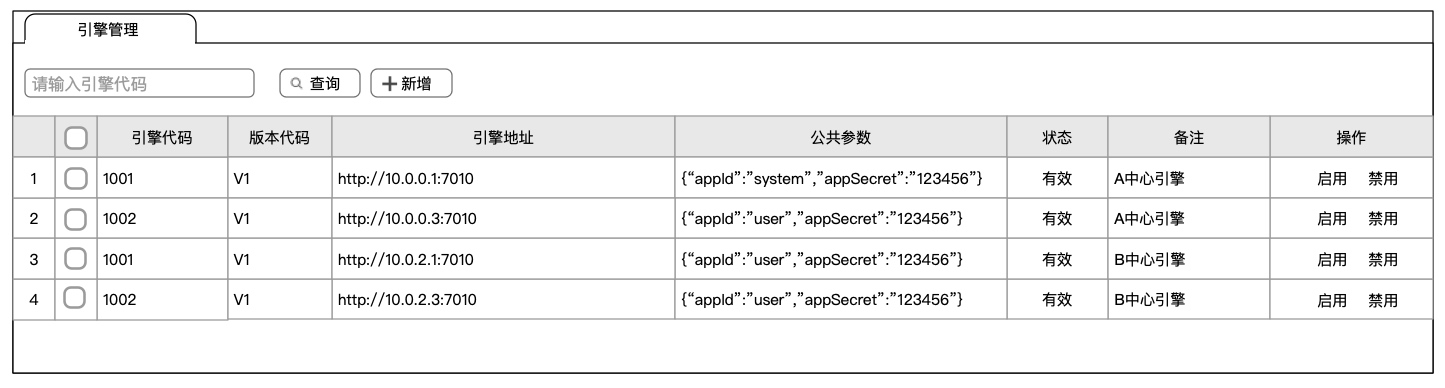 引擎管理
请输入引擎代码 查询 新增
引擎代码 版本代码 引擎地址 公共参数 状态 备注 操作
1 1001 V1 http://10.0.0.1:7010 {“appId”:”system”,”appSecret”:”123456”} 有效 A中心引擎 启用 禁用
2 1002 V1 http://10.0.0.3:7010 {“appId”:”user”,”appSecret”:”123456”} 有效 A中心引擎 启用 禁用
3 1001 V1 http://10.0.2.1:7010 {“appId”:”user”,”appSecret”:”123456”} 有效 B中心引擎 启用 禁用
4 1002 V1 http://10.0.2.3:7010 {“appId”:”user”,”appSecret”:”123456”} 有效 B中心引擎 启用 禁用